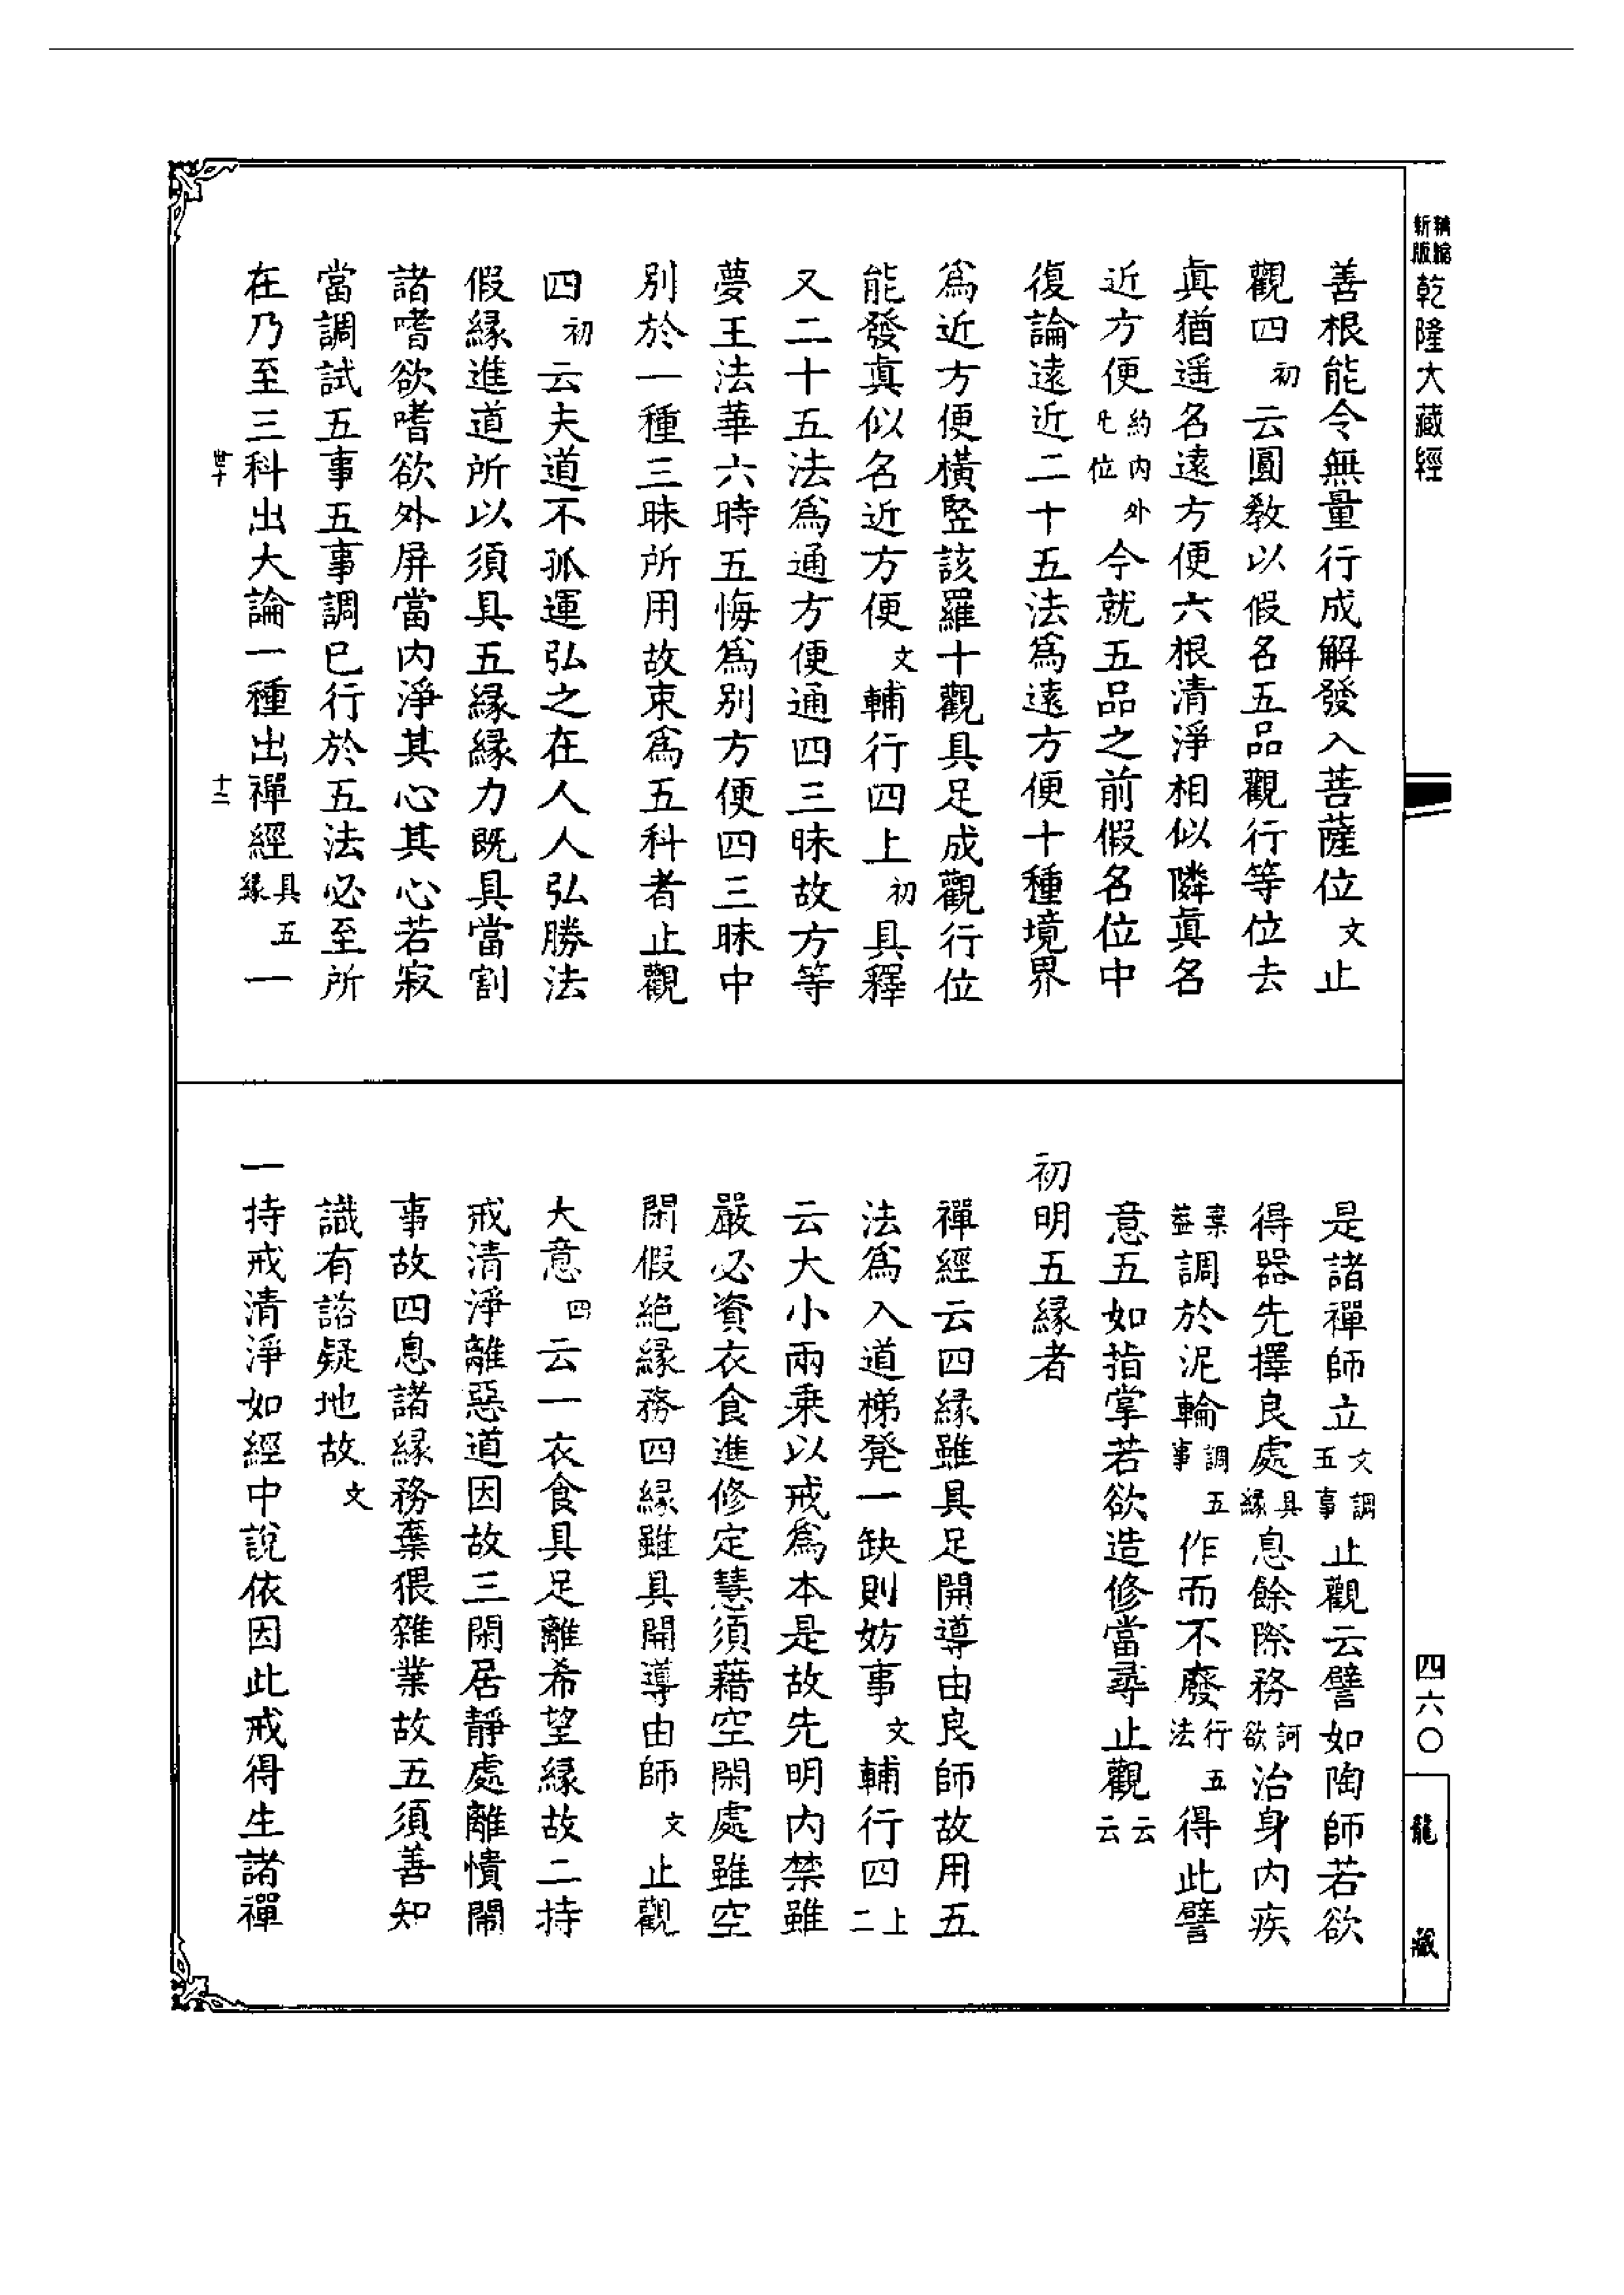 新版精縮乾隆大藏經
善根能令無量行成解發入菩薩位文止
觀四初云圓教以假名五品觀行等位去
眞猶遥名遠方便六根清淨相似隣眞名
近方便約內外凡位今就五品之前假名位中
復論遠近二十五法爲遠方便十種境界
爲近方便橫竪該羅十觀具足成觀行位
能發真似名近方便文輔行四上初具釋
又二十五法爲通方便通四三昧故方等
夢王法華六時五悔爲別方便四三昧中
別於一種三昧所用故束爲五科者止觀
四初云夫道不孤運弘之在人人弘勝法
假緣進道所以須具五緣緣力既具當割
諸嗜欲嗜欲外屏當內淨其心其心若寂
當調試五事五事調已行於五法必至所
在乃至三科出大論一種出禪經具五緣一
世十
十二
是諸禪師立文調五事止觀云譬如陶師若欲
得器先擇良處具緣息餘際務訶欲治身內疾
棄蓋調於泥輪調五事作而不廢行五法得此譬
意五如指掌若欲造修當尋止觀云云
初明五緣者
禪經云四緣雖具足開導由良師故用五
法爲入道梯凳一缺則妨事文輔行四上二
云大小兩乗以戒爲本是故先明內禁雖
嚴必資衣食進修定慧須藉空閑處雖空
閑假絶緣務四緣雖具開導由師文止觀
大意四云一衣食具足離希望緣故二持
戒清淨離惡道因故三閑居靜處離憒鬧
事故四息諸緣務棄猥雜業故五須善知
識有諮疑地故文
一持戒清淨如經中說依因此戒得生諸禪
四六〇
龍藏